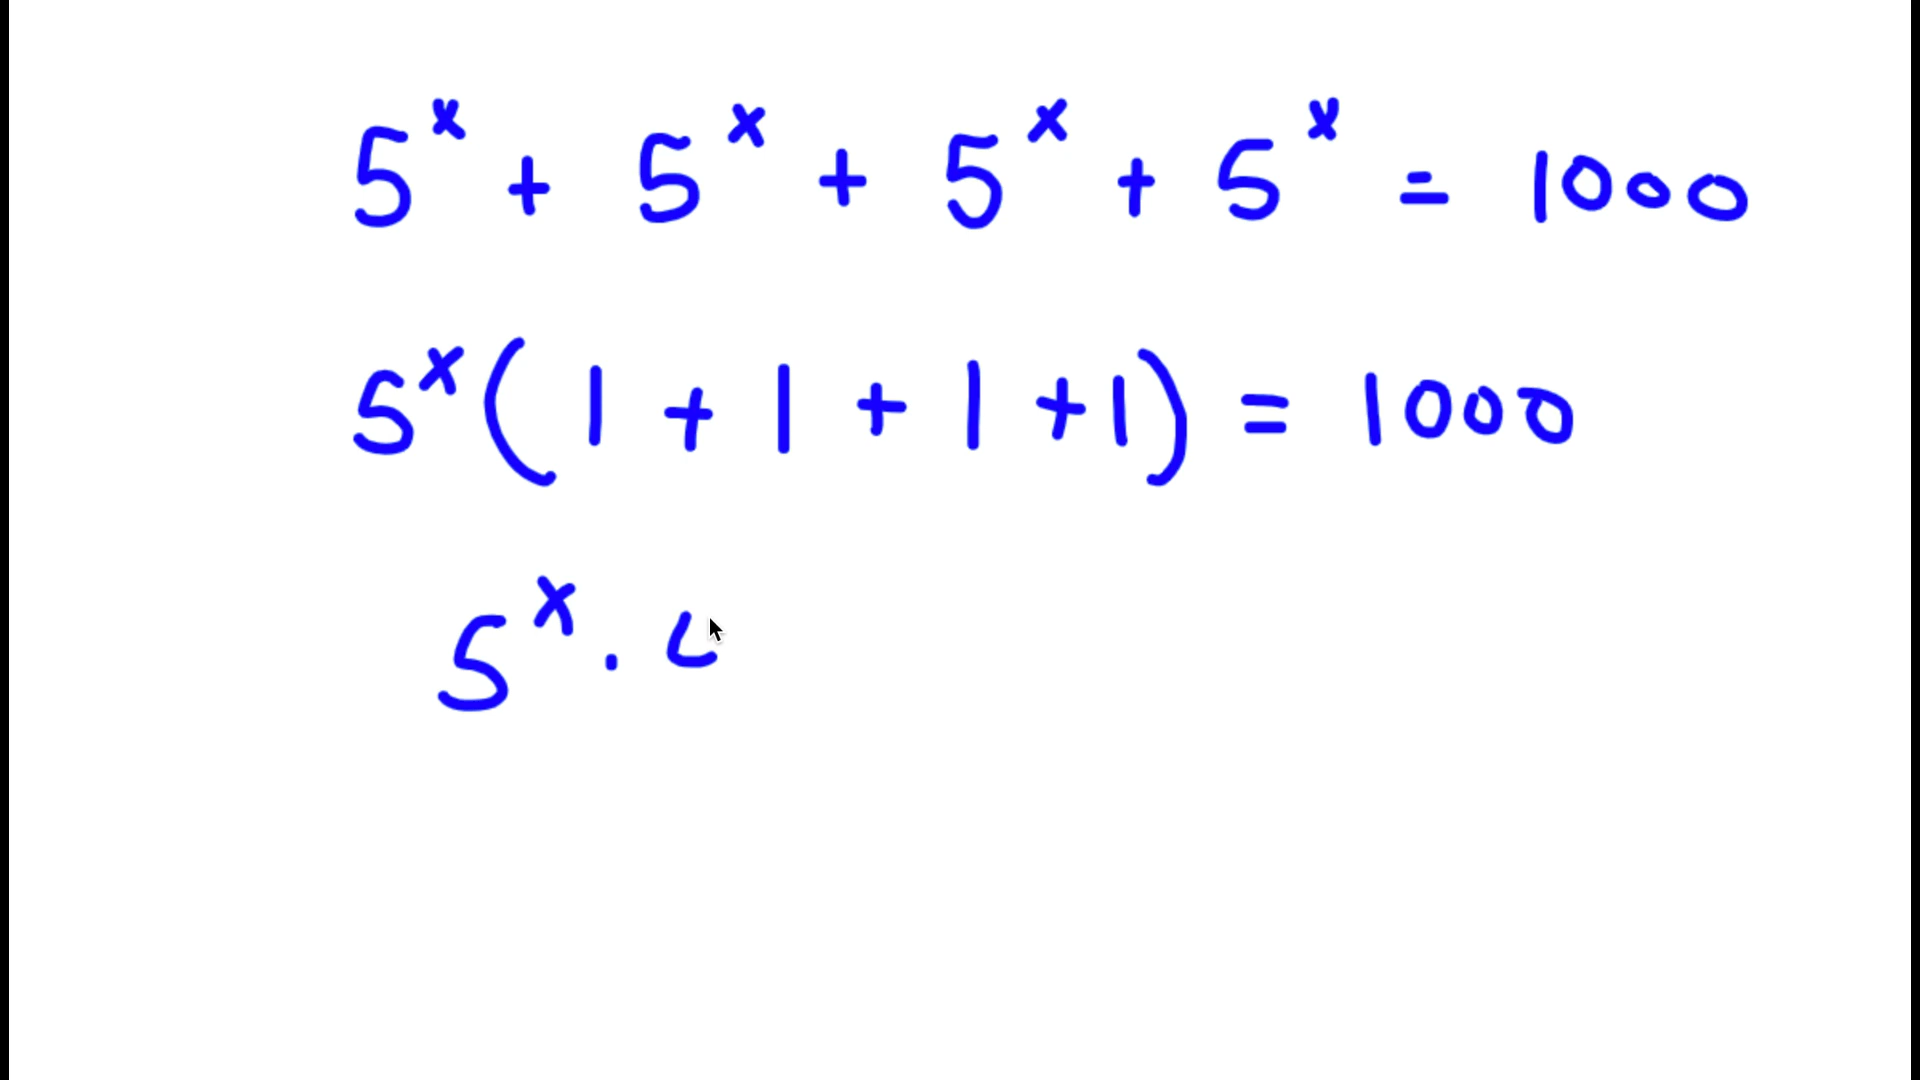 5^x + 5^x + 5^x + 5^x = 1000
5^x(1 + 1 + 1 + 1) = 1000
5^x ·